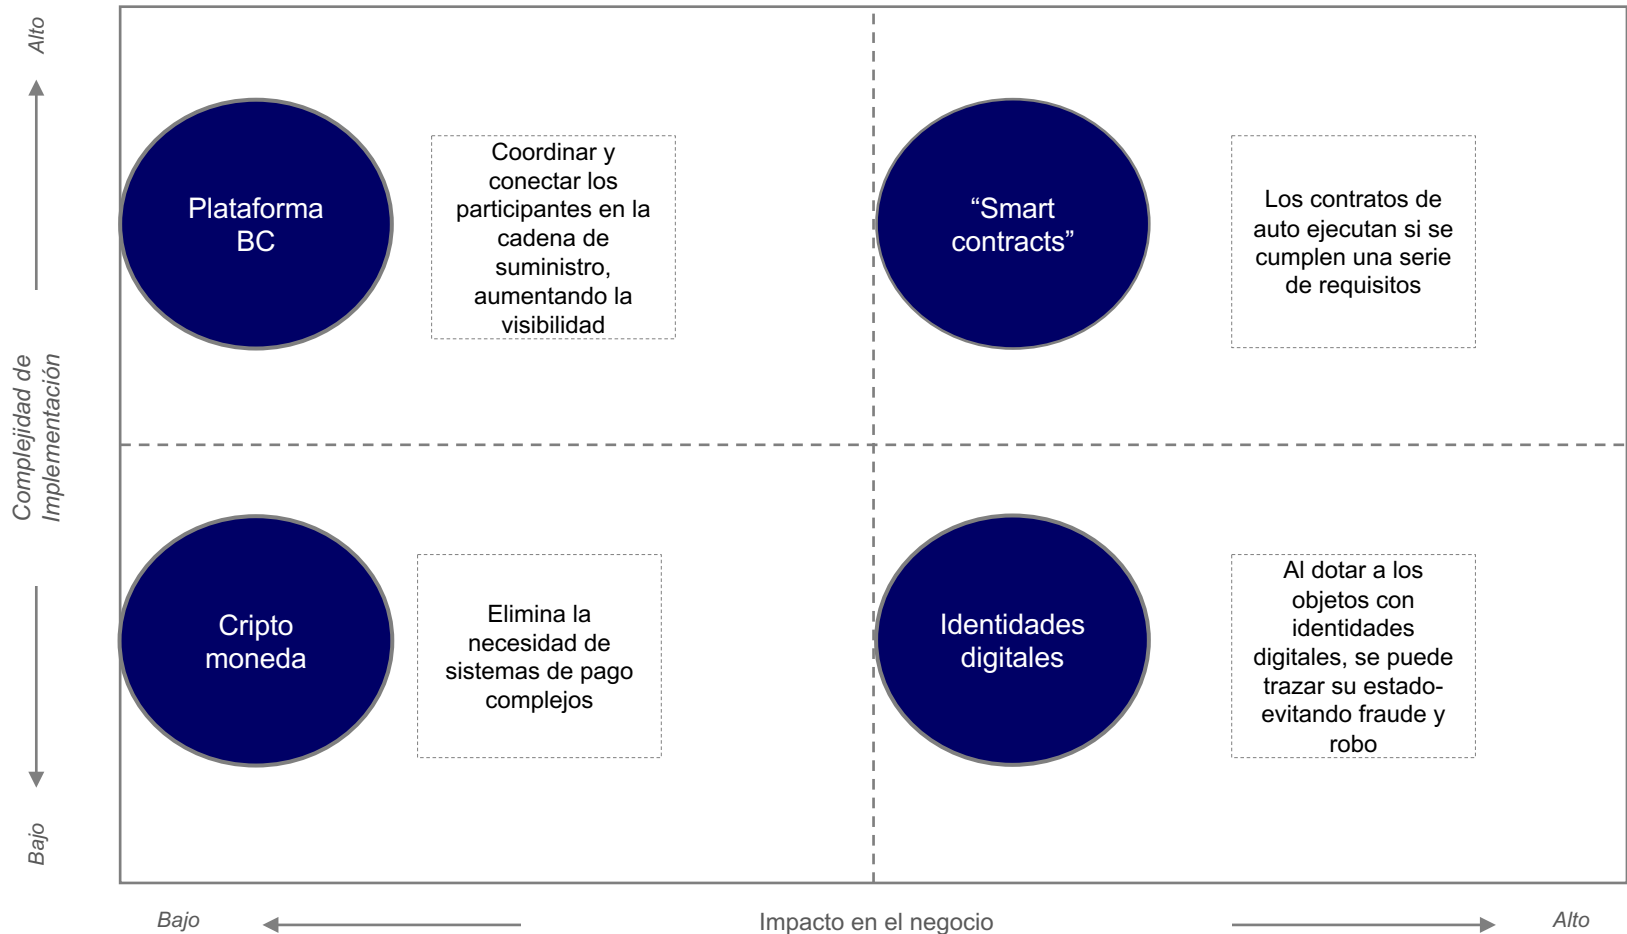 Alto
Complejidad de
Implementación
Bajo
Plataforma
BC
Coordinar y
conectar los
participantes en la
cadena de
suministro,
aumentando la
visibilidad
“Smart
contracts”
Los contratos de
auto ejecutan si se
cumplen una serie
de requisitos
Cripto
moneda
Elimina la
necesidad de
sistemas de pago
complejos
Identidades
digitales
Al dotar a los
objetos con
identidades
digitales, se puede
trazar su estado-
evitando fraude y
robo
Bajo
Impacto en el negocio
Alto